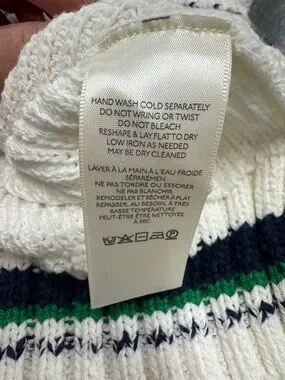 HAND WASH COLD SEPARATELY
DO NOT WRING OR TWIST
DO NOT BLEACH
RESHAPE & LAY FLAT TO DRY
LOW IRON AS NEEDED
MAY BE DRY CLEANED
LAVER À LA MAIN À L'EAU FROIDE
SÉPARÉMEN
NE PAS TORDRE OU ESSORER
NE PAS BLANCHIR
REMODELER ET SÈCHER À PLAT
REPASSER, AU BESOIN, À TRÈS
BASSE TEMPÉRATURE
PEUT-ÊTRE ÊTRE NETTOYÉE
À SEC